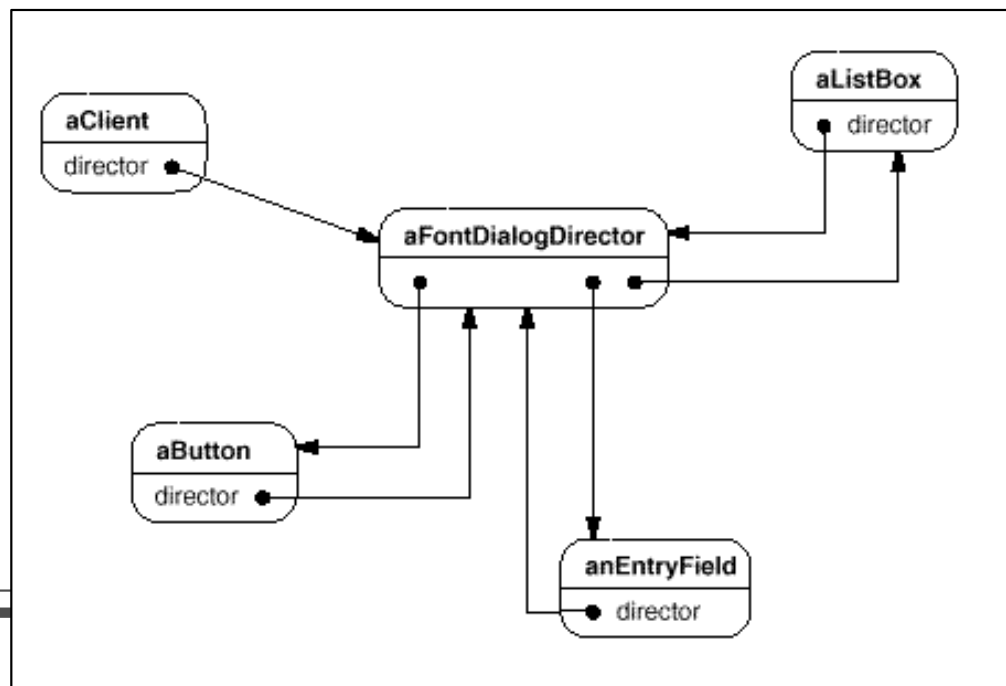 aListBox
director
aClient
director
aFontDialogDirector
aButton
director
anEntryField
director